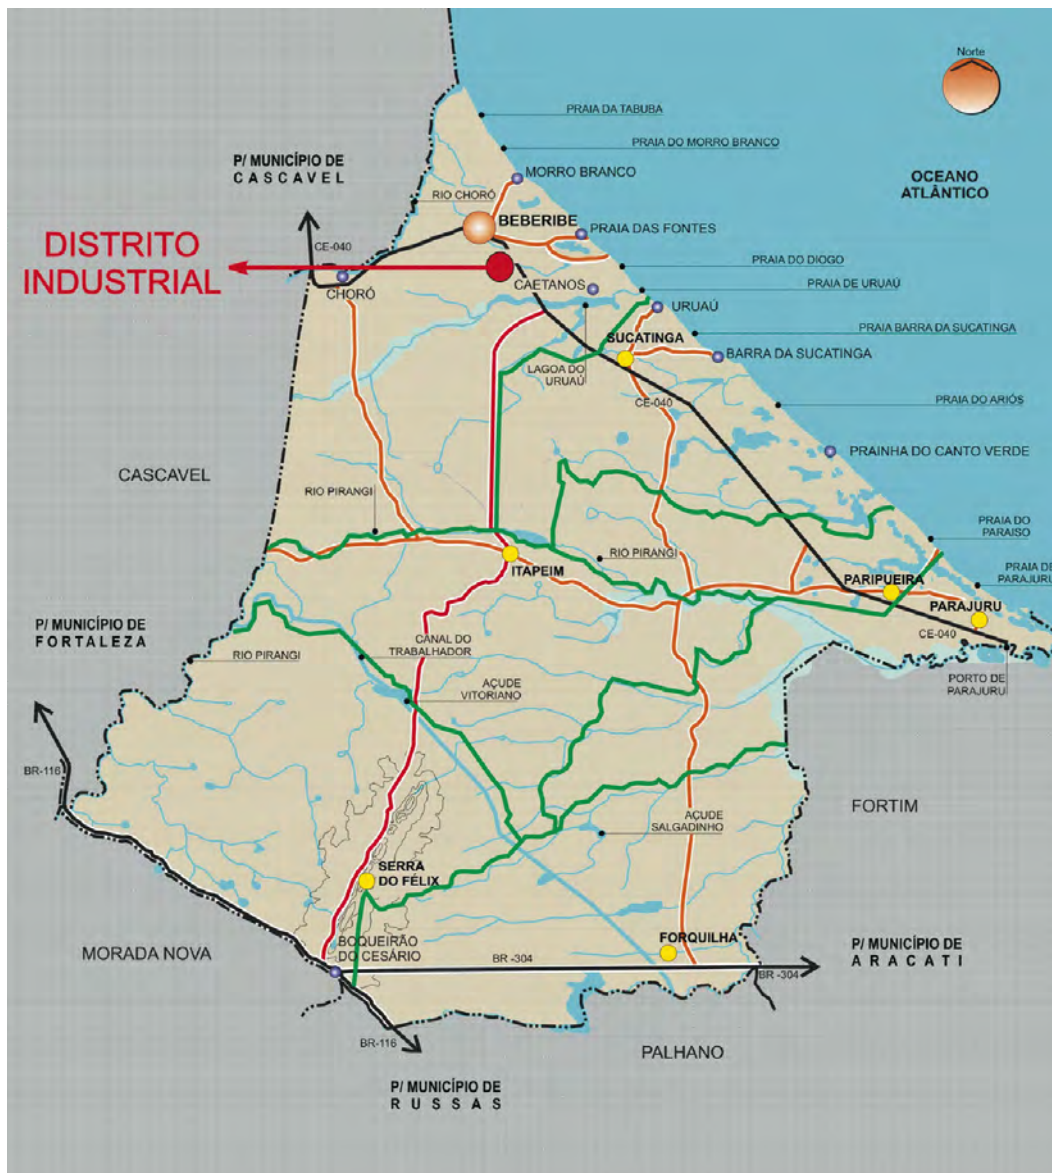 Norte
PRAIA DA TABUBA
PRAIA DO MORRO BRANCO
P/ MUNICÍPIO DE
CASCAVEL
MORRO BRANCO
OCEANO
ATLÂNTICO
RIO CHORÓ
BEBERIBE
PRAIA DAS FONTES
DISTRITO
INDUSTRIAL
CE-040
PRAIA DO DIOGO
CHORÓ
CAETANOS
PRAIA DE URUAÚ
URUAÚ
PRAIA BARRA DA SUCATINGA
SUCATINGA
BARRA DA SUCATINGA
LAGOA DO
URUAÚ
CE-040
PRAIA DO ARIÓS
PRAINHA DO CANTO VERDE
CASCAVEL
RIO PIRANGI
PRAIA DO
PARAISO
RIO PIRANGI
ITAPEIM
PRAIA DE
PARAJURU
PARIPUEIRA
PARAJURU
P/ MUNICÍPIO DE
FORTALEZA
CANAL DO
TRABALHADOR
CE-040
RIO PIRANGI
AÇUDE
VITORIANO
PORTO DE
PARAJURU
BR-116
FORTIM
AÇUDE
SALGADINHO
SERRA
DO FÉLIX
MORADA NOVA
BOQUEIRÃO
DO CESÁRIO
FORQUILHA
BR -304
P/ MUNICÍPIO DE
ARACATI
BR -304
BR-116
PALHANO
P/ MUNICÍPIO DE
RUSSAS